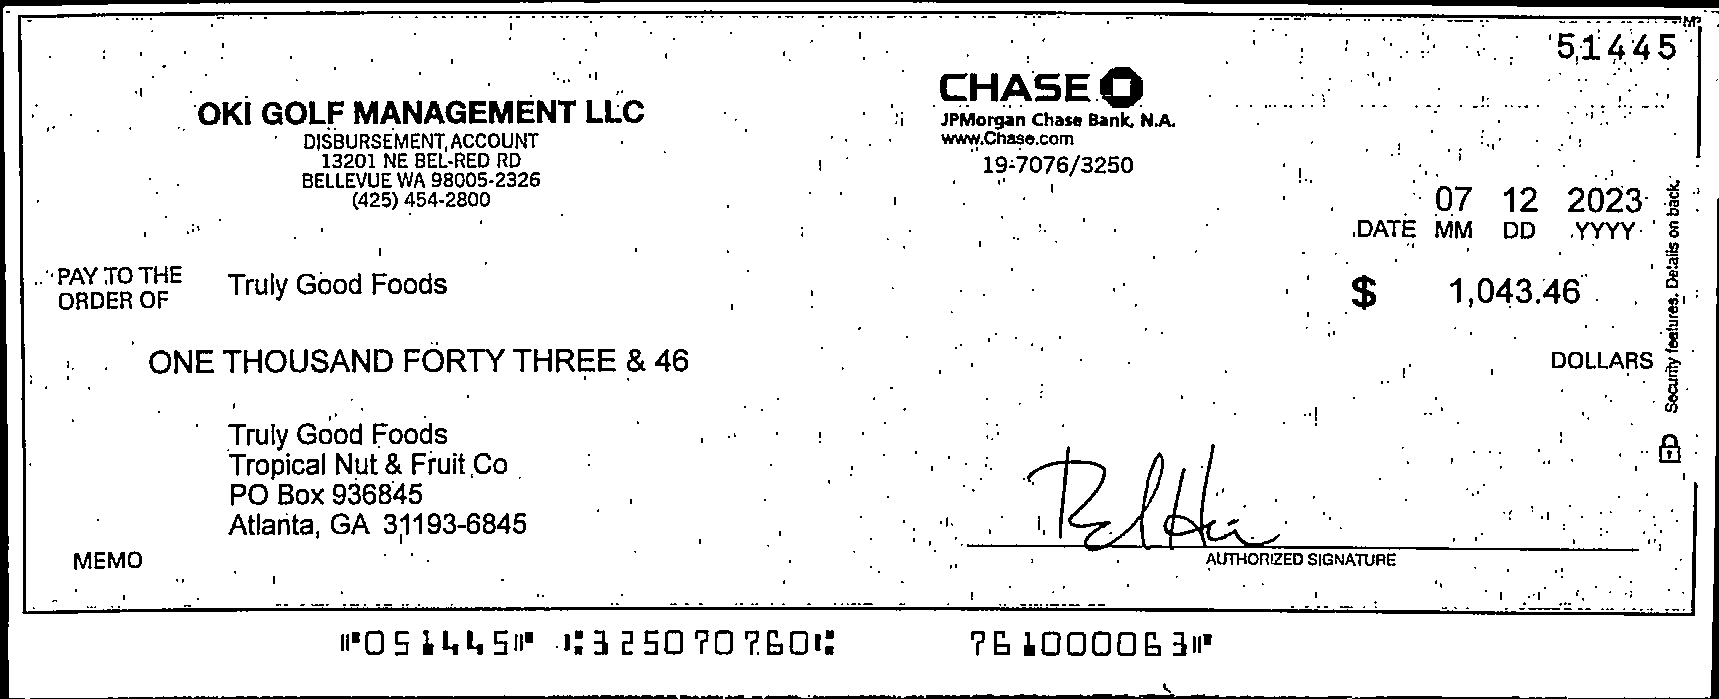 51445
CHASE
JPMorgan Chase Bank, N.A.
www.Chase.com
19-7076/3250
OKI GOLF MANAGEMENT LLC
DISBURSEMENT ACCOUNT
13201 NE BEL-RED RD
BELLEVUE WA 98005-2326
(425) 454-2800
07 12 2023
DATE MM DD YYYY
PAY TO THE
ORDER OF
Truly Good Foods
$ 1,043.46
ONE THOUSAND FORTY THREE & 46
DOLLARS
Security features. Details on back.
Truly Good Foods
Tropical Nut & Fruit Co
PO Box 936845
Atlanta, GA 31193-6845
MEMO
AUTHORIZED SIGNATURE
⑈051445⑈ ⑆325070760⑆ 761000063⑈